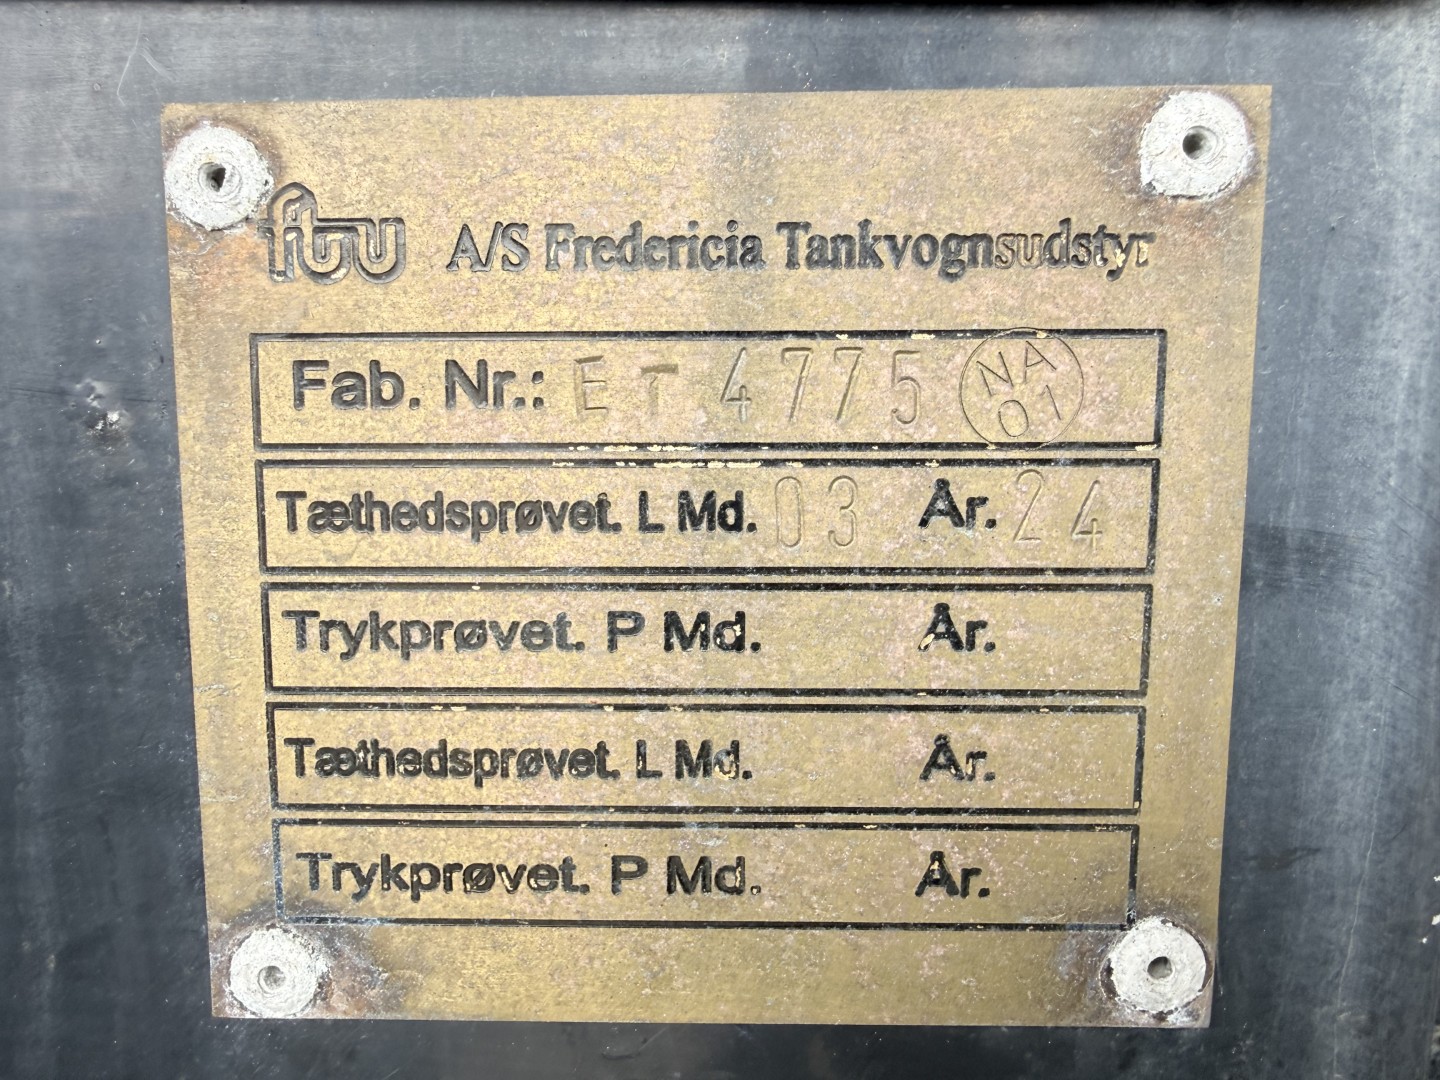 ftu A/S Fredericia Tankvognsudstyr
Fab. Nr.: ET 4775 NA 01
Tæthedsprøvet. L Md. 03 År. 24
Trykprøvet. P Md. År.
Tæthedsprøvet. L Md. År.
Trykprøvet. P Md. År.